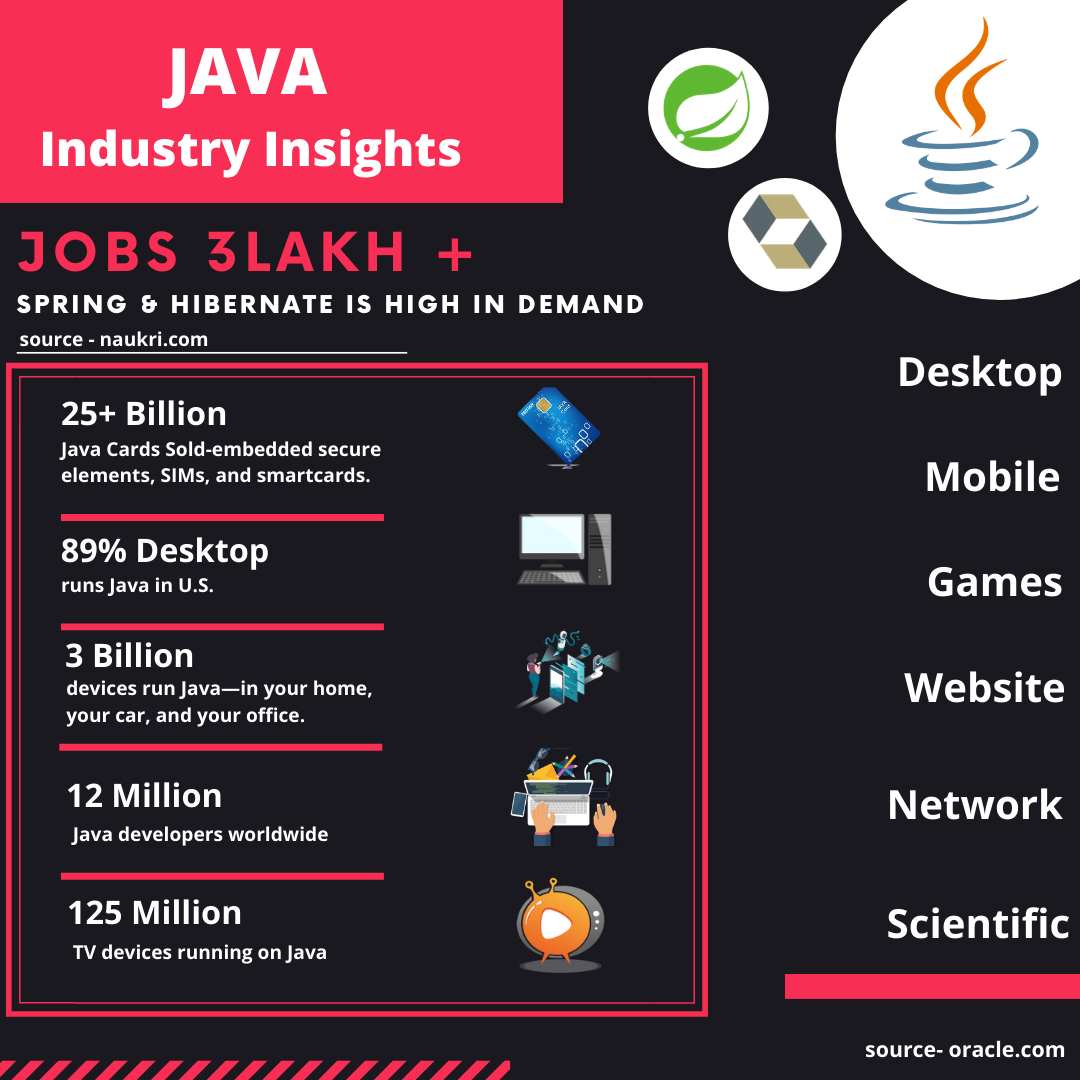 JAVA
Industry Insights
JOBS 3LAKH +
SPRING & HIBERNATE IS HIGH IN DEMAND
source - naukri.com
25+ Billion
Java Cards Sold-embedded secure
elements, SIMs, and smartcards.
89% Desktop
runs Java in U.S.
3 Billion
devices run Java—in your home,
your car, and your office.
12 Million
Java developers worldwide
125 Million
TV devices running on Java
Desktop
Mobile
Games
Website
Network
Scientific
source- oracle.com